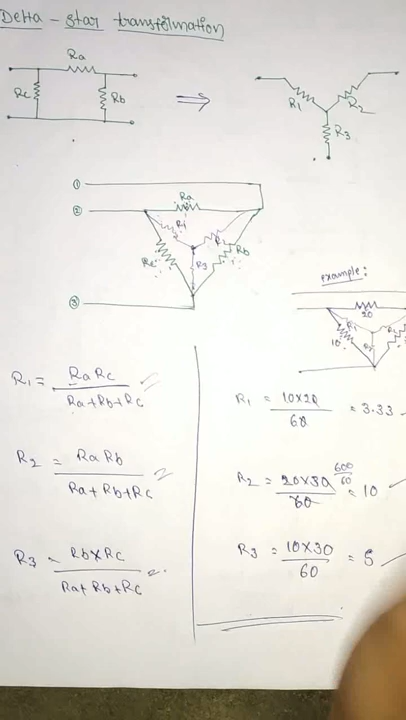 Delta - star transformation
Ra
Rc
Rb
⇒
R1
R2
R3
①
②
③
Ra
R1
R3
Rc
Rb
example:
20
R1
10
R1 = RaRc / Ra+Rb+Rc
R2 = RaRb / Ra+Rb+Rc
R3 = Rb×Rc / Ra+Rb+Rc
R1 = 10×20 / 60 = 3.33
R2 = 20×30 / 60 600/60 = 10
R3 = 10×30 / 60 = 5